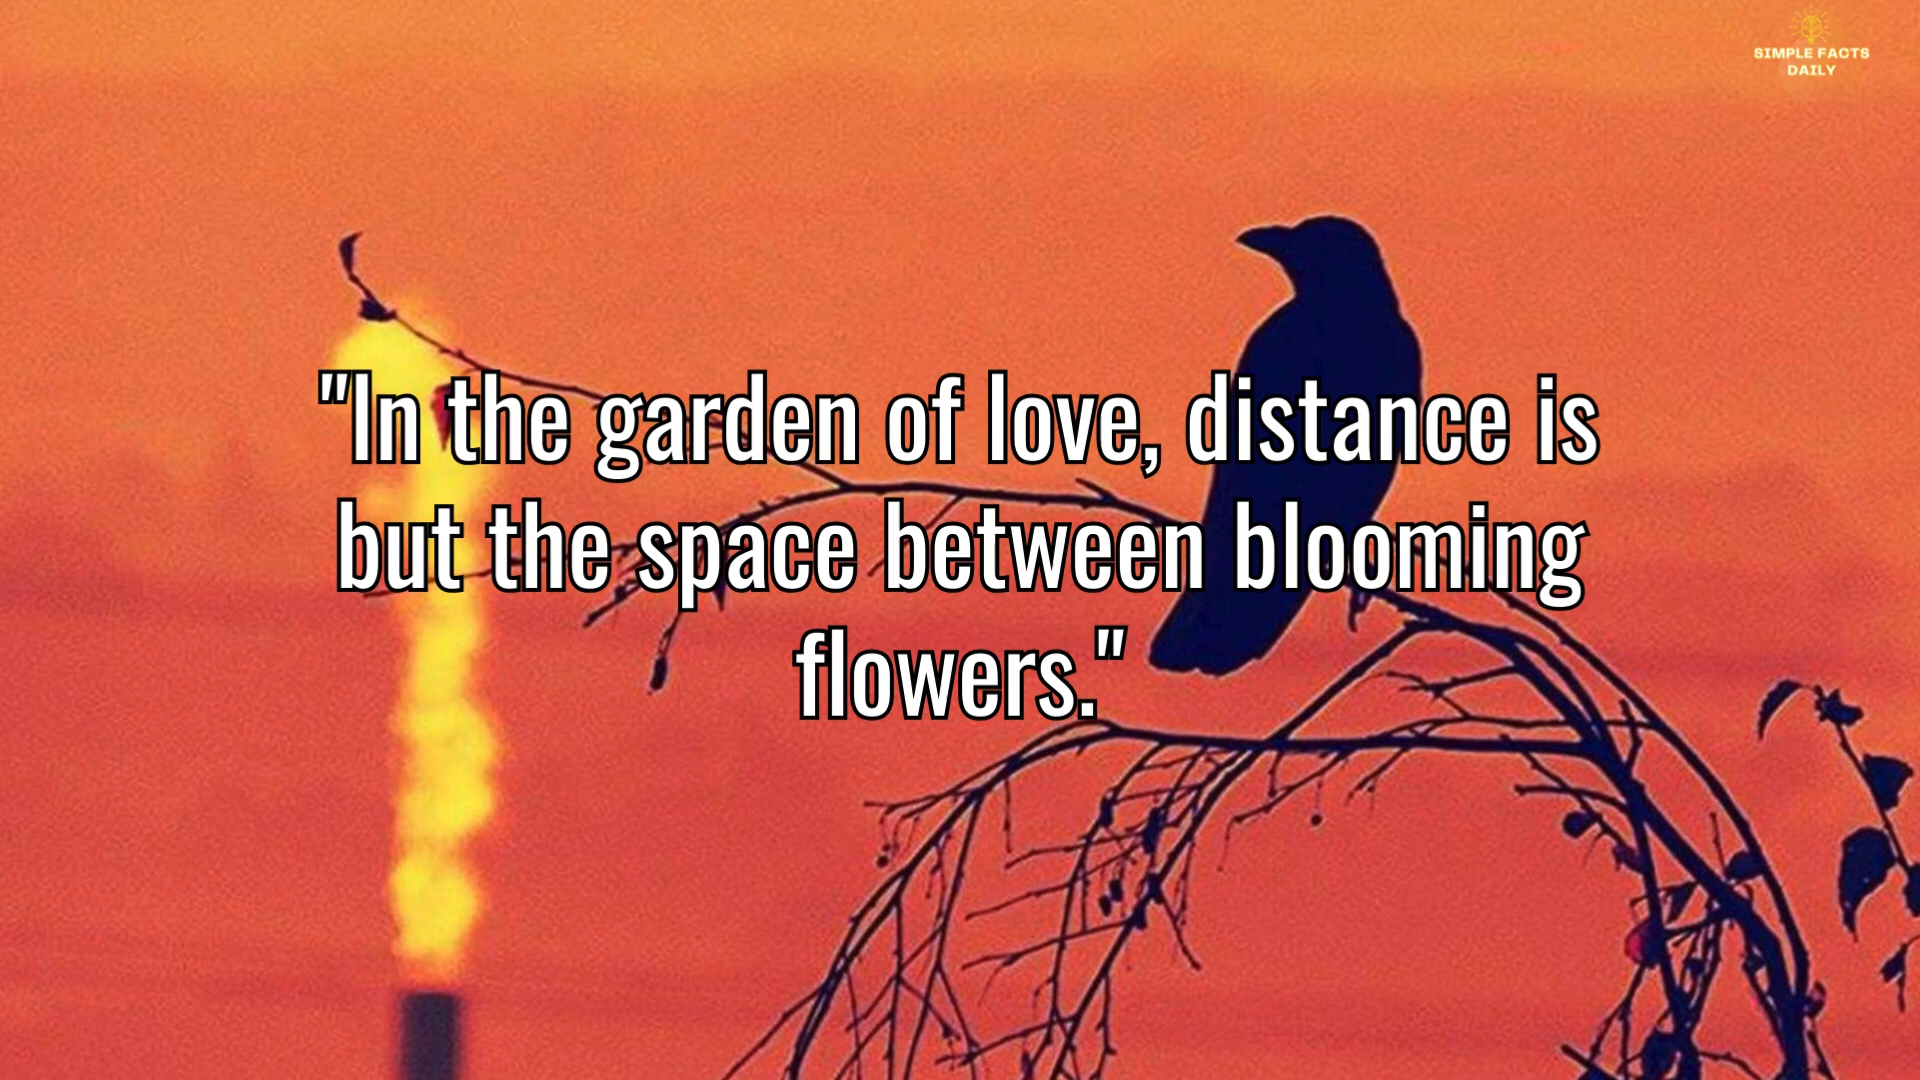 SIMPLE FACTS
DAILY
"In the garden of love, distance is
but the space between blooming
flowers."